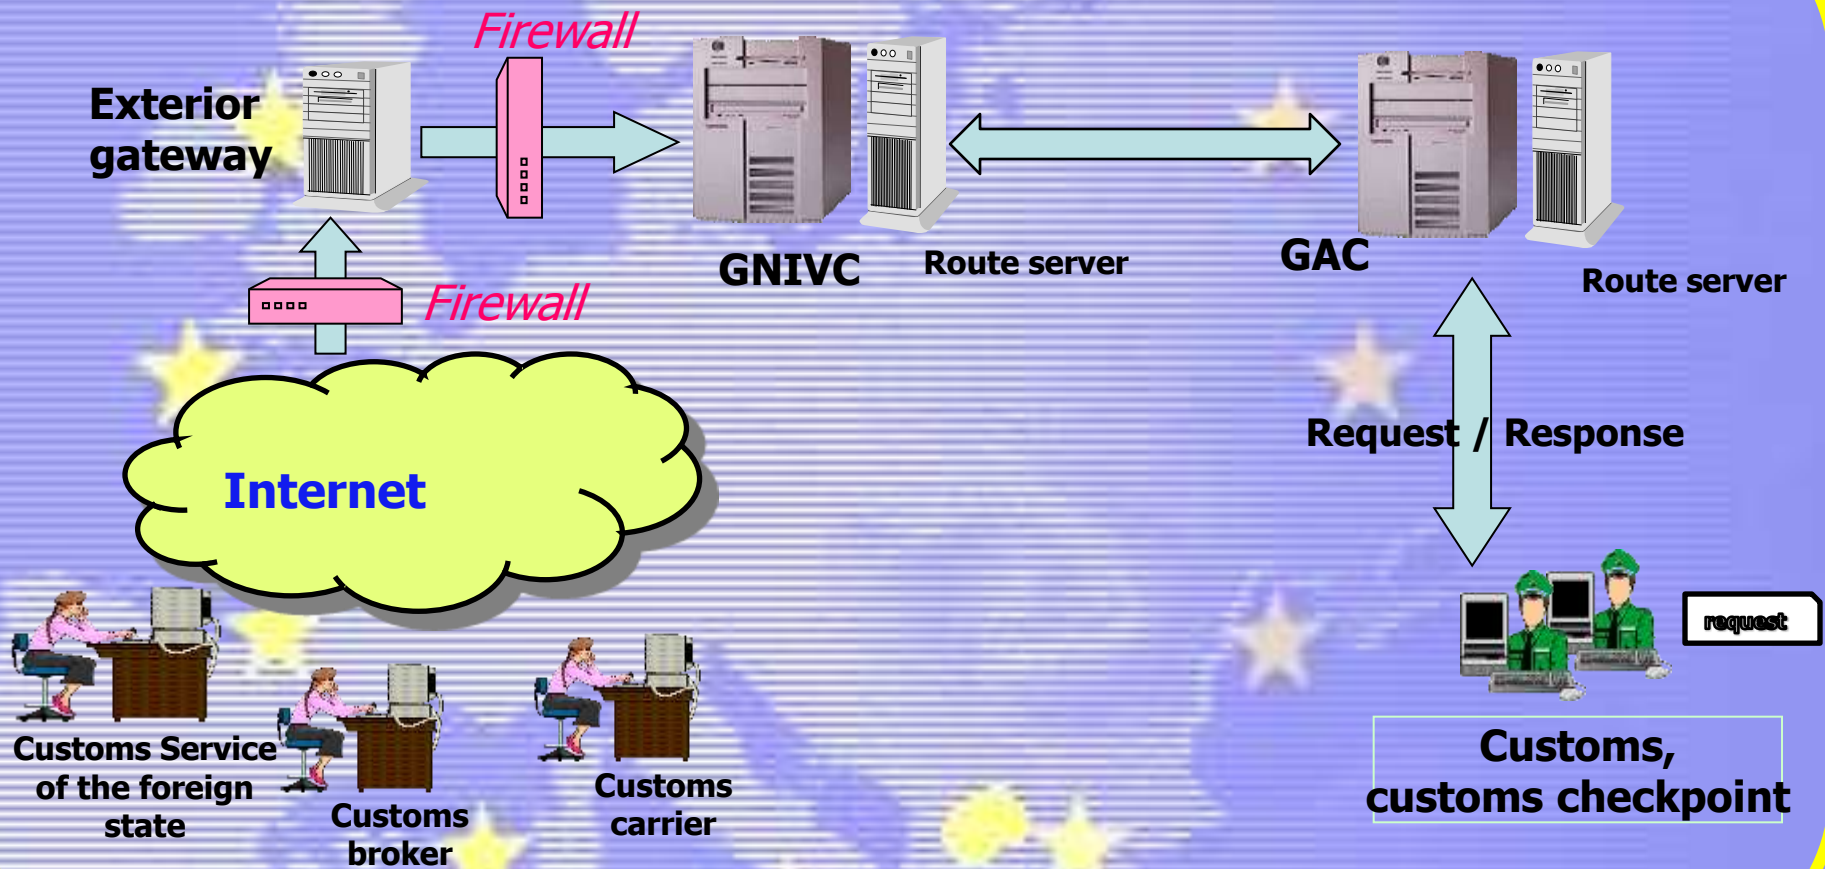 Firewall
Exterior
gateway
GNIVC
Route server
GAC
Route server
Firewall
Request / Response
Internet
request
Customs Service
of the foreign
state
Customs
broker
Customs
carrier
Customs,
customs checkpoint